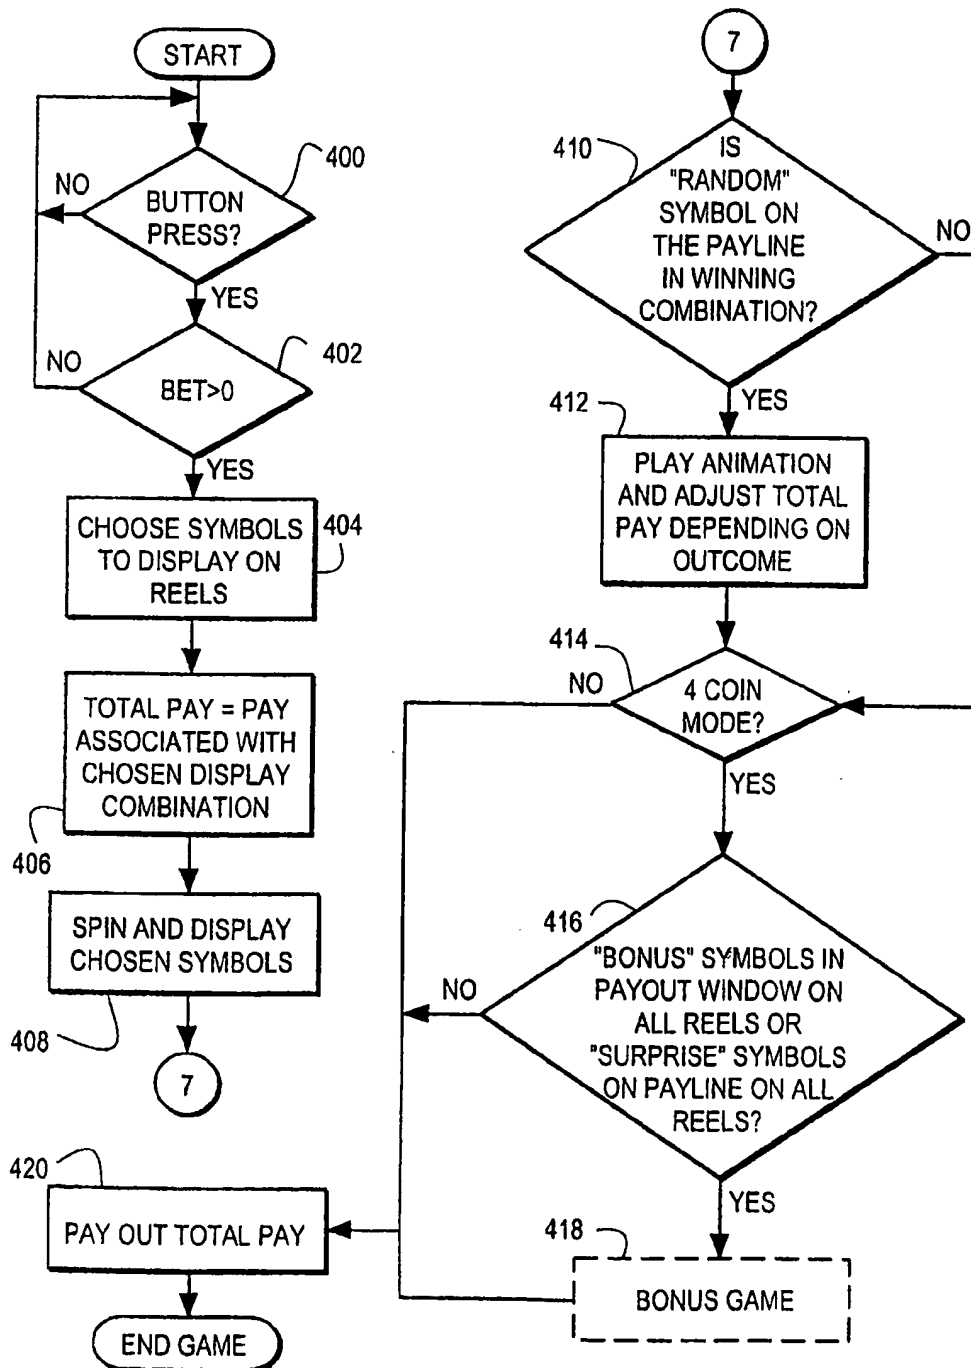 START
400
NO
BUTTON
PRESS?
YES
402
NO
BET>0
YES
CHOOSE SYMBOLS
TO DISPLAY ON
REELS
404
TOTAL PAY = PAY
ASSOCIATED WITH
CHOSEN DISPLAY
COMBINATION
406
SPIN AND DISPLAY
CHOSEN SYMBOLS
408
7
7
410
IS
"RANDOM"
SYMBOL ON
THE PAYLINE
IN WINNING
COMBINATION?
NO
YES
412
PLAY ANIMATION
AND ADJUST TOTAL
PAY DEPENDING ON
OUTCOME
414
NO
4 COIN
MODE?
YES
416
"BONUS" SYMBOLS IN
PAYOUT WINDOW ON
ALL REELS OR
"SURPRISE" SYMBOLS
ON PAYLINE ON ALL
REELS?
NO
YES
418
BONUS GAME
420
PAY OUT TOTAL PAY
END GAME